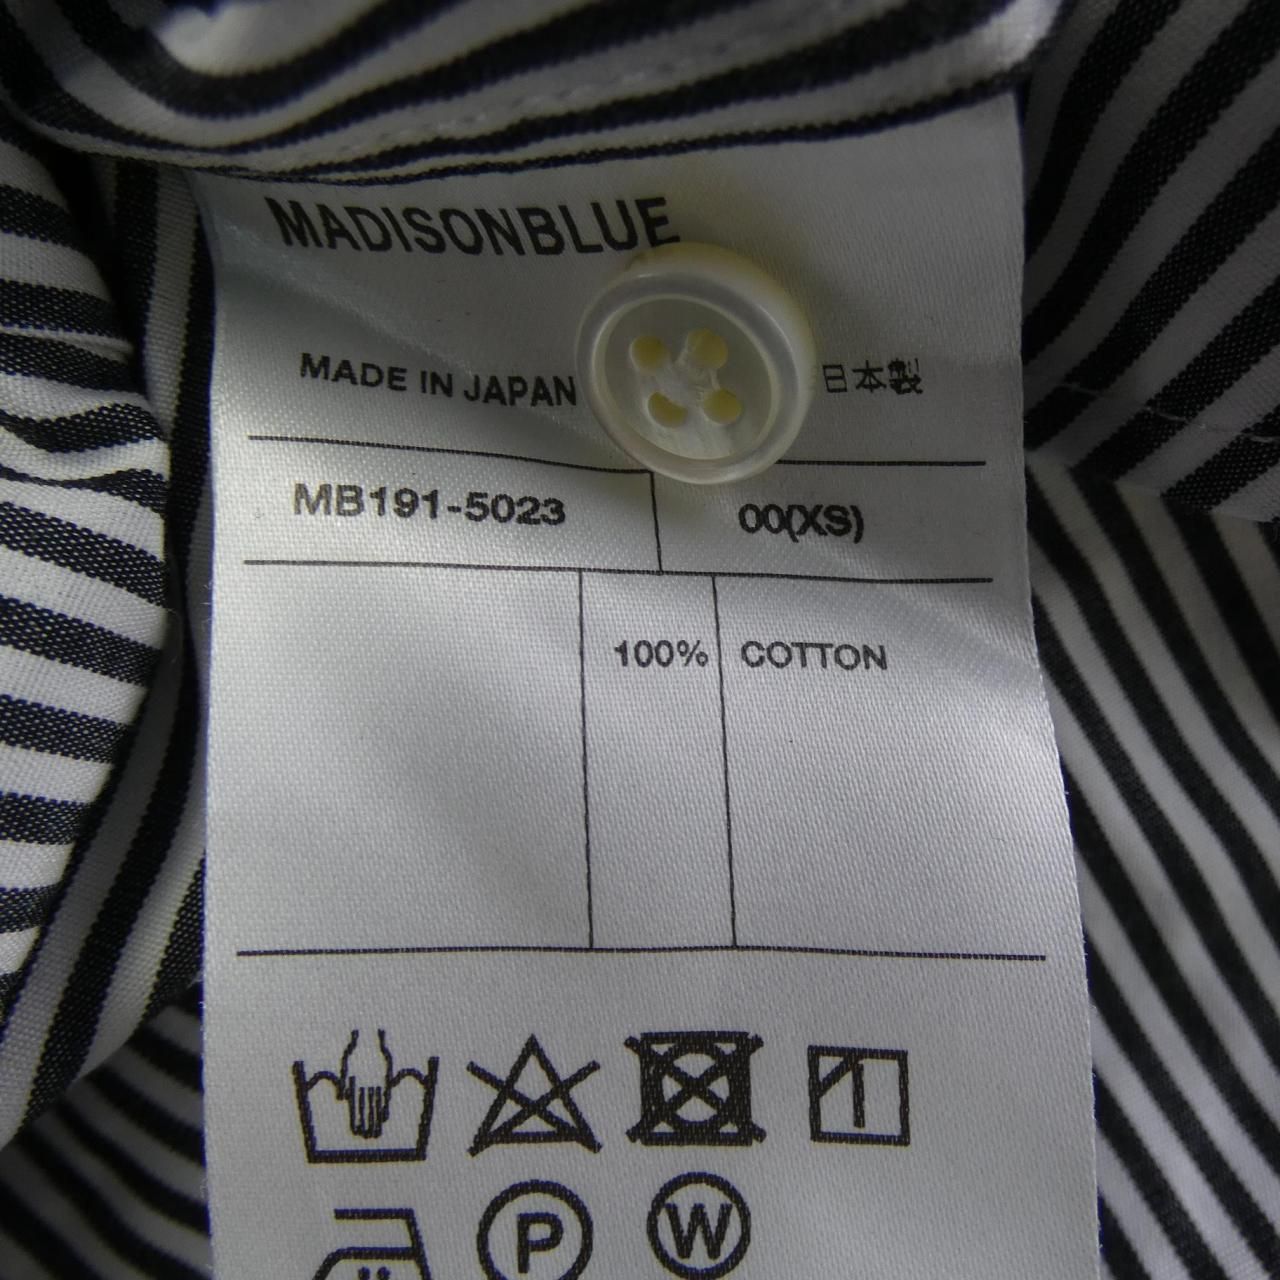 MADISONBLUE
MADE IN JAPAN 日本製
MB191-5023 00(XS)
100% COTTON
P W